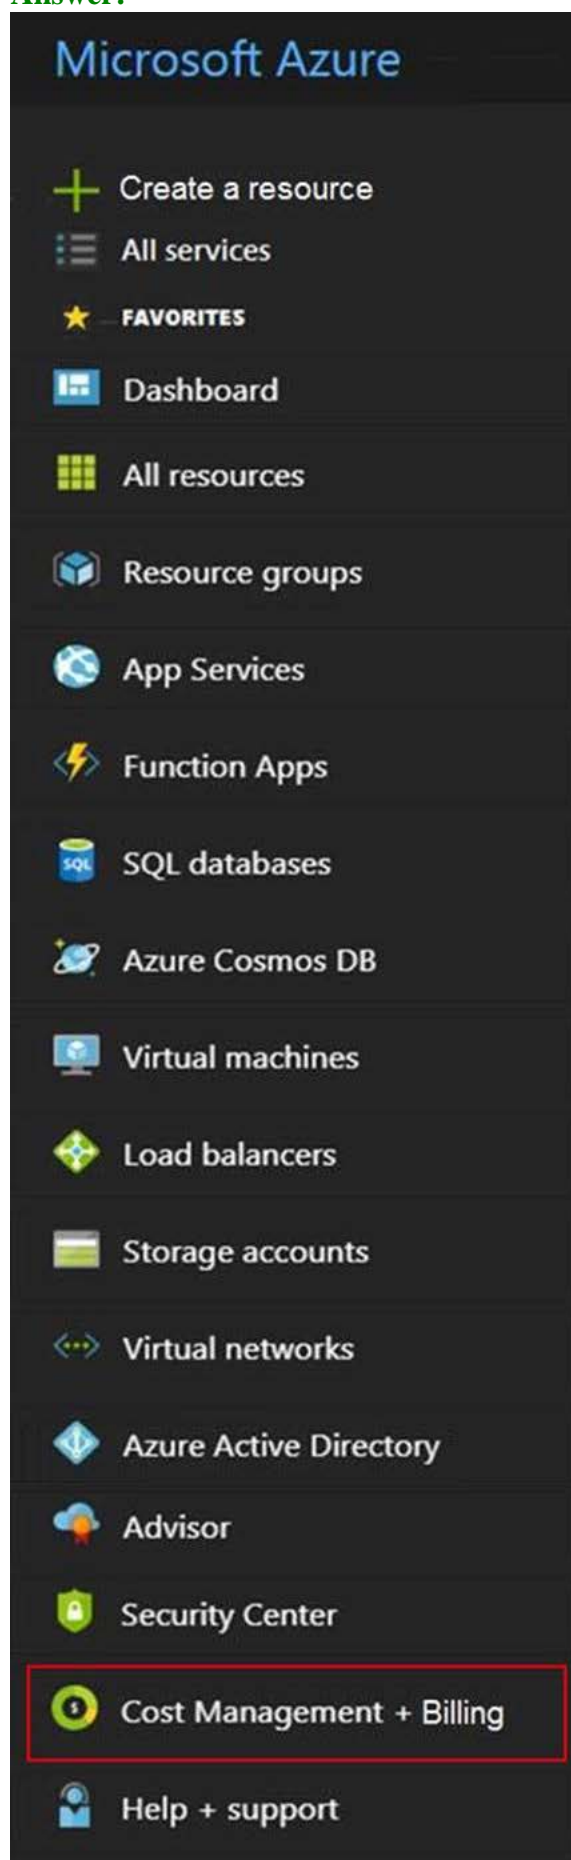 Answer:
Microsoft Azure
Create a resource
All services
FAVORITES
Dashboard
All resources
Resource groups
App Services
Function Apps
SQL
SQL databases
Azure Cosmos DB
Virtual machines
Load balancers
Storage accounts
Virtual networks
Azure Active Directory
Advisor
Security Center
$
Cost Management + Billing
Help + support